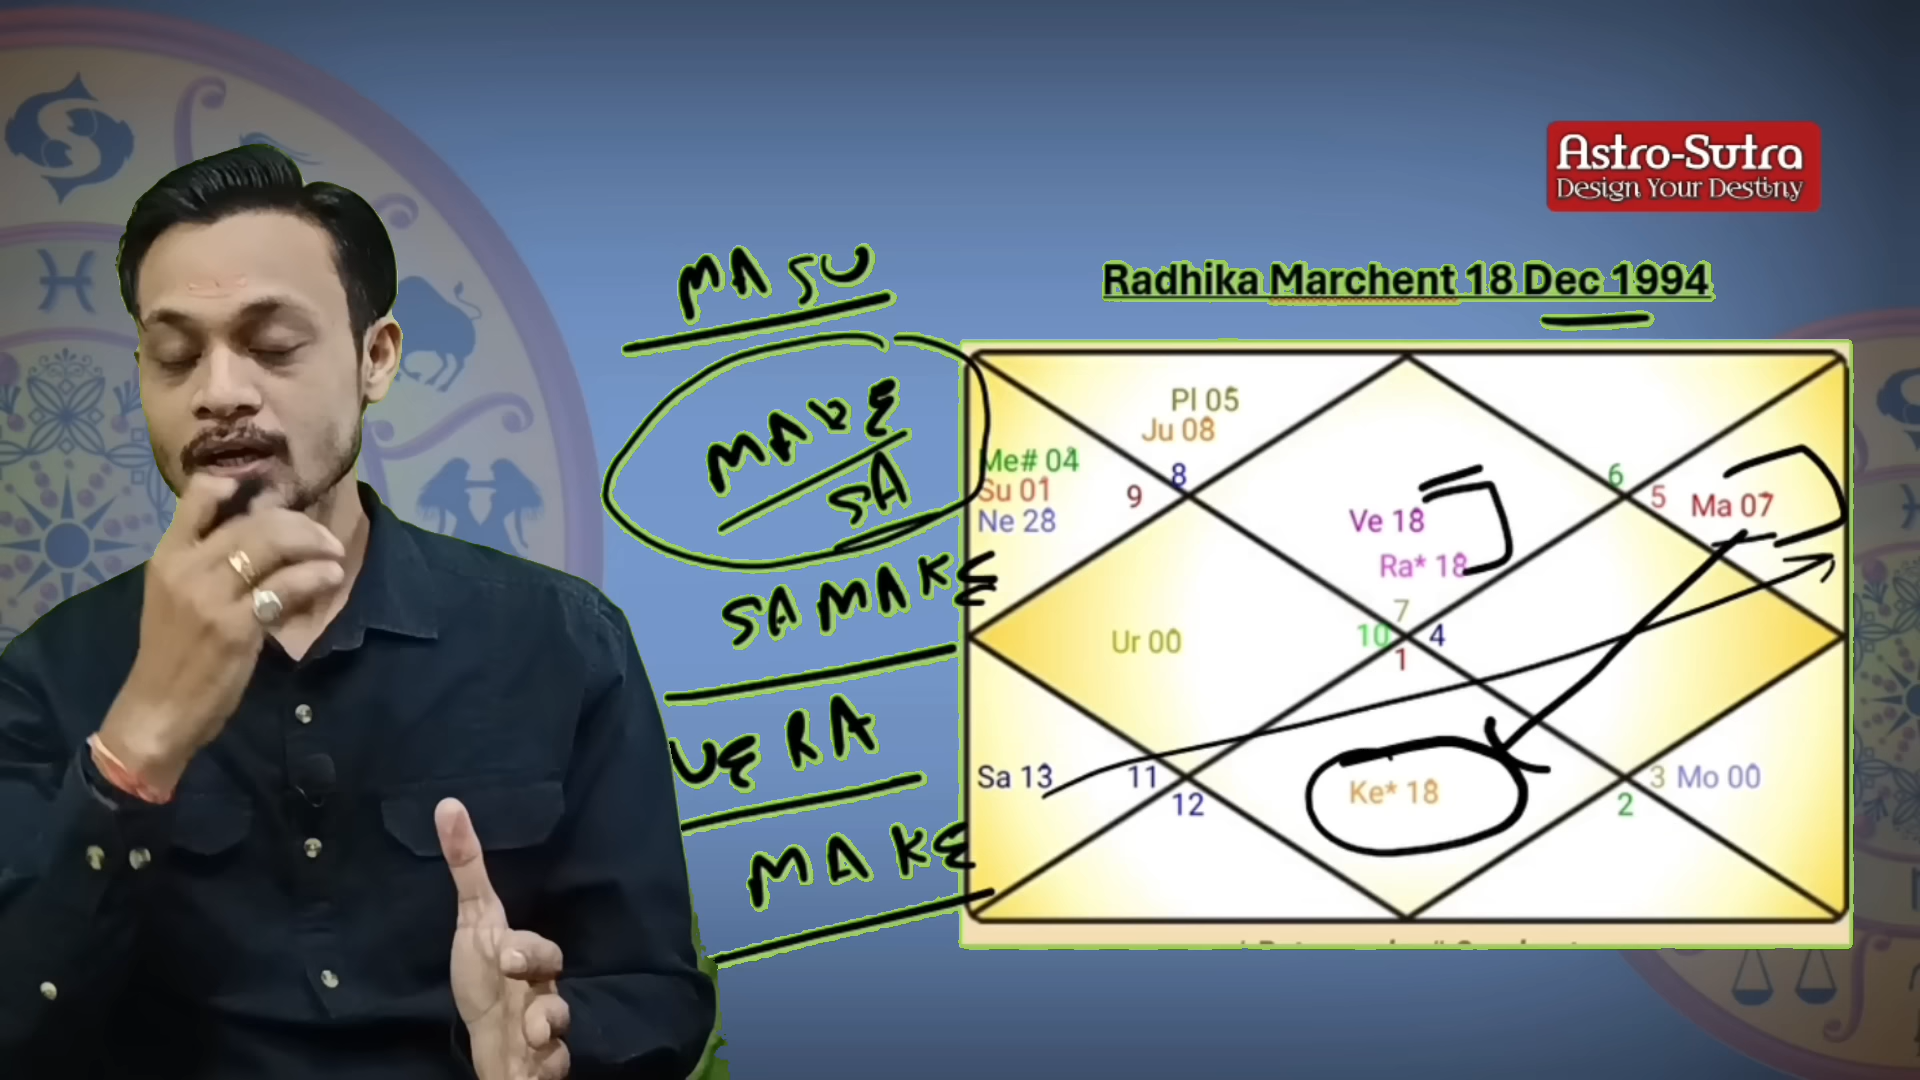 Astro-Sutra
Design Your Destiny
Radhika Marchent 18 Dec 1994
MA SU
MA KE
SA
SA MA KE
VE RA
MA KE
Pl 05
Ju 08
8
Me# 04
Su 01
Ne 28
9
Ve 18
Ra* 18
7
6
5
Ma 07
Ur 00
10
4
1
Sa 13
11
12
Ke* 18
3
Mo 00
2